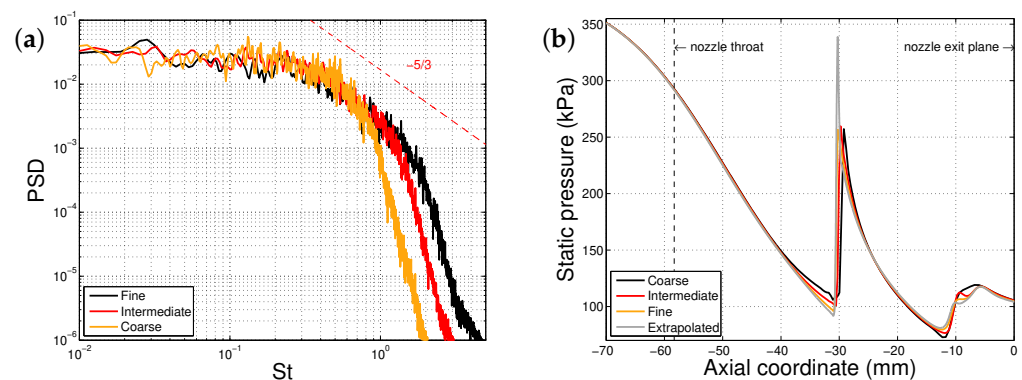 (a)
10^-1
10^-2
10^-3
10^-4
10^-5
10^-6
PSD
−5/3
Fine
Intermediate
Coarse
10^-2
10^-1
10^0
St
(b)
350
300
250
200
150
100
Static pressure (kPa)
← nozzle throat
nozzle exit plane→
Coarse
Intermediate
Fine
Extrapolated
−70
−60
−50
−40
−30
−20
−10
0
Axial coordinate (mm)